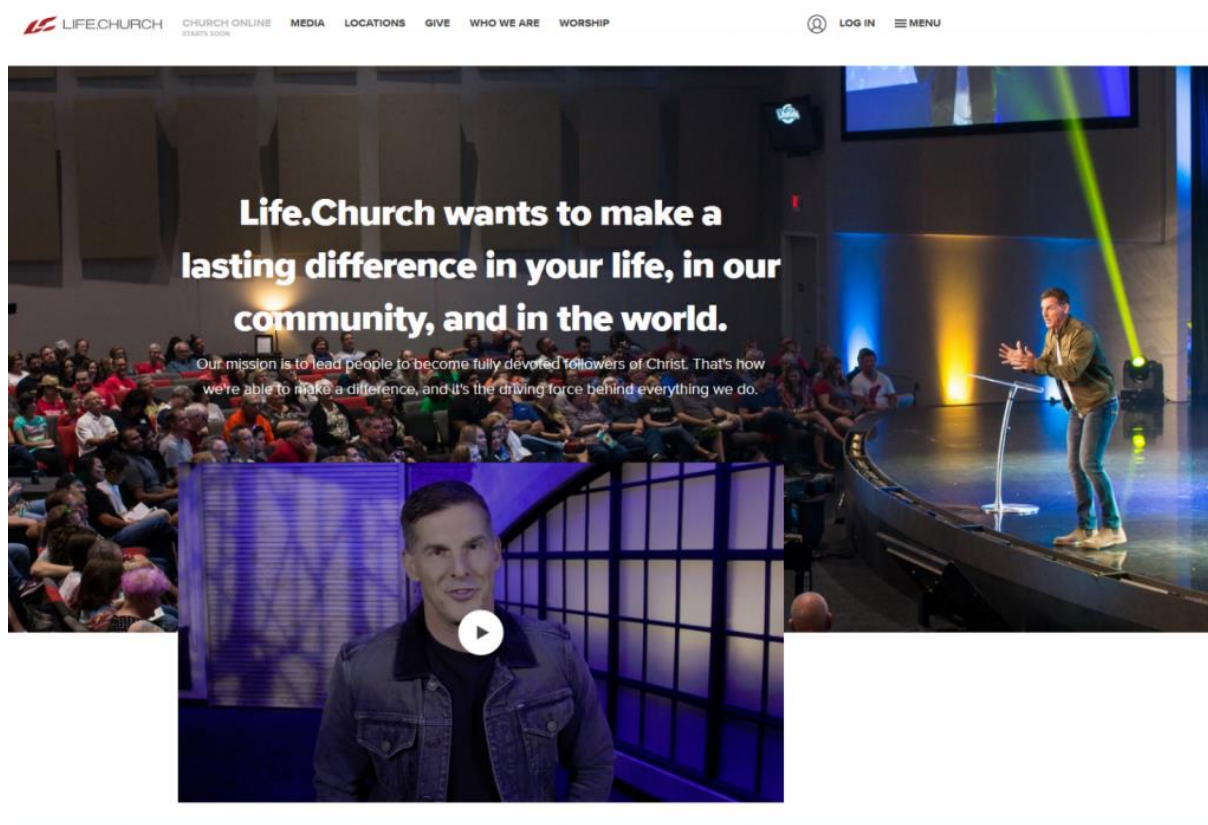 LIFE.CHURCH
CHURCH ONLINE
STARTS SOON
MEDIA
LOCATIONS
GIVE
WHO WE ARE
WORSHIP
LOG IN
MENU
Life.Church wants to make a
lasting difference in your life, in our
community, and in the world.
Our mission is to lead people to become fully devoted followers of Christ. That's how
we're able to make a difference, and it's the driving force behind everything we do.